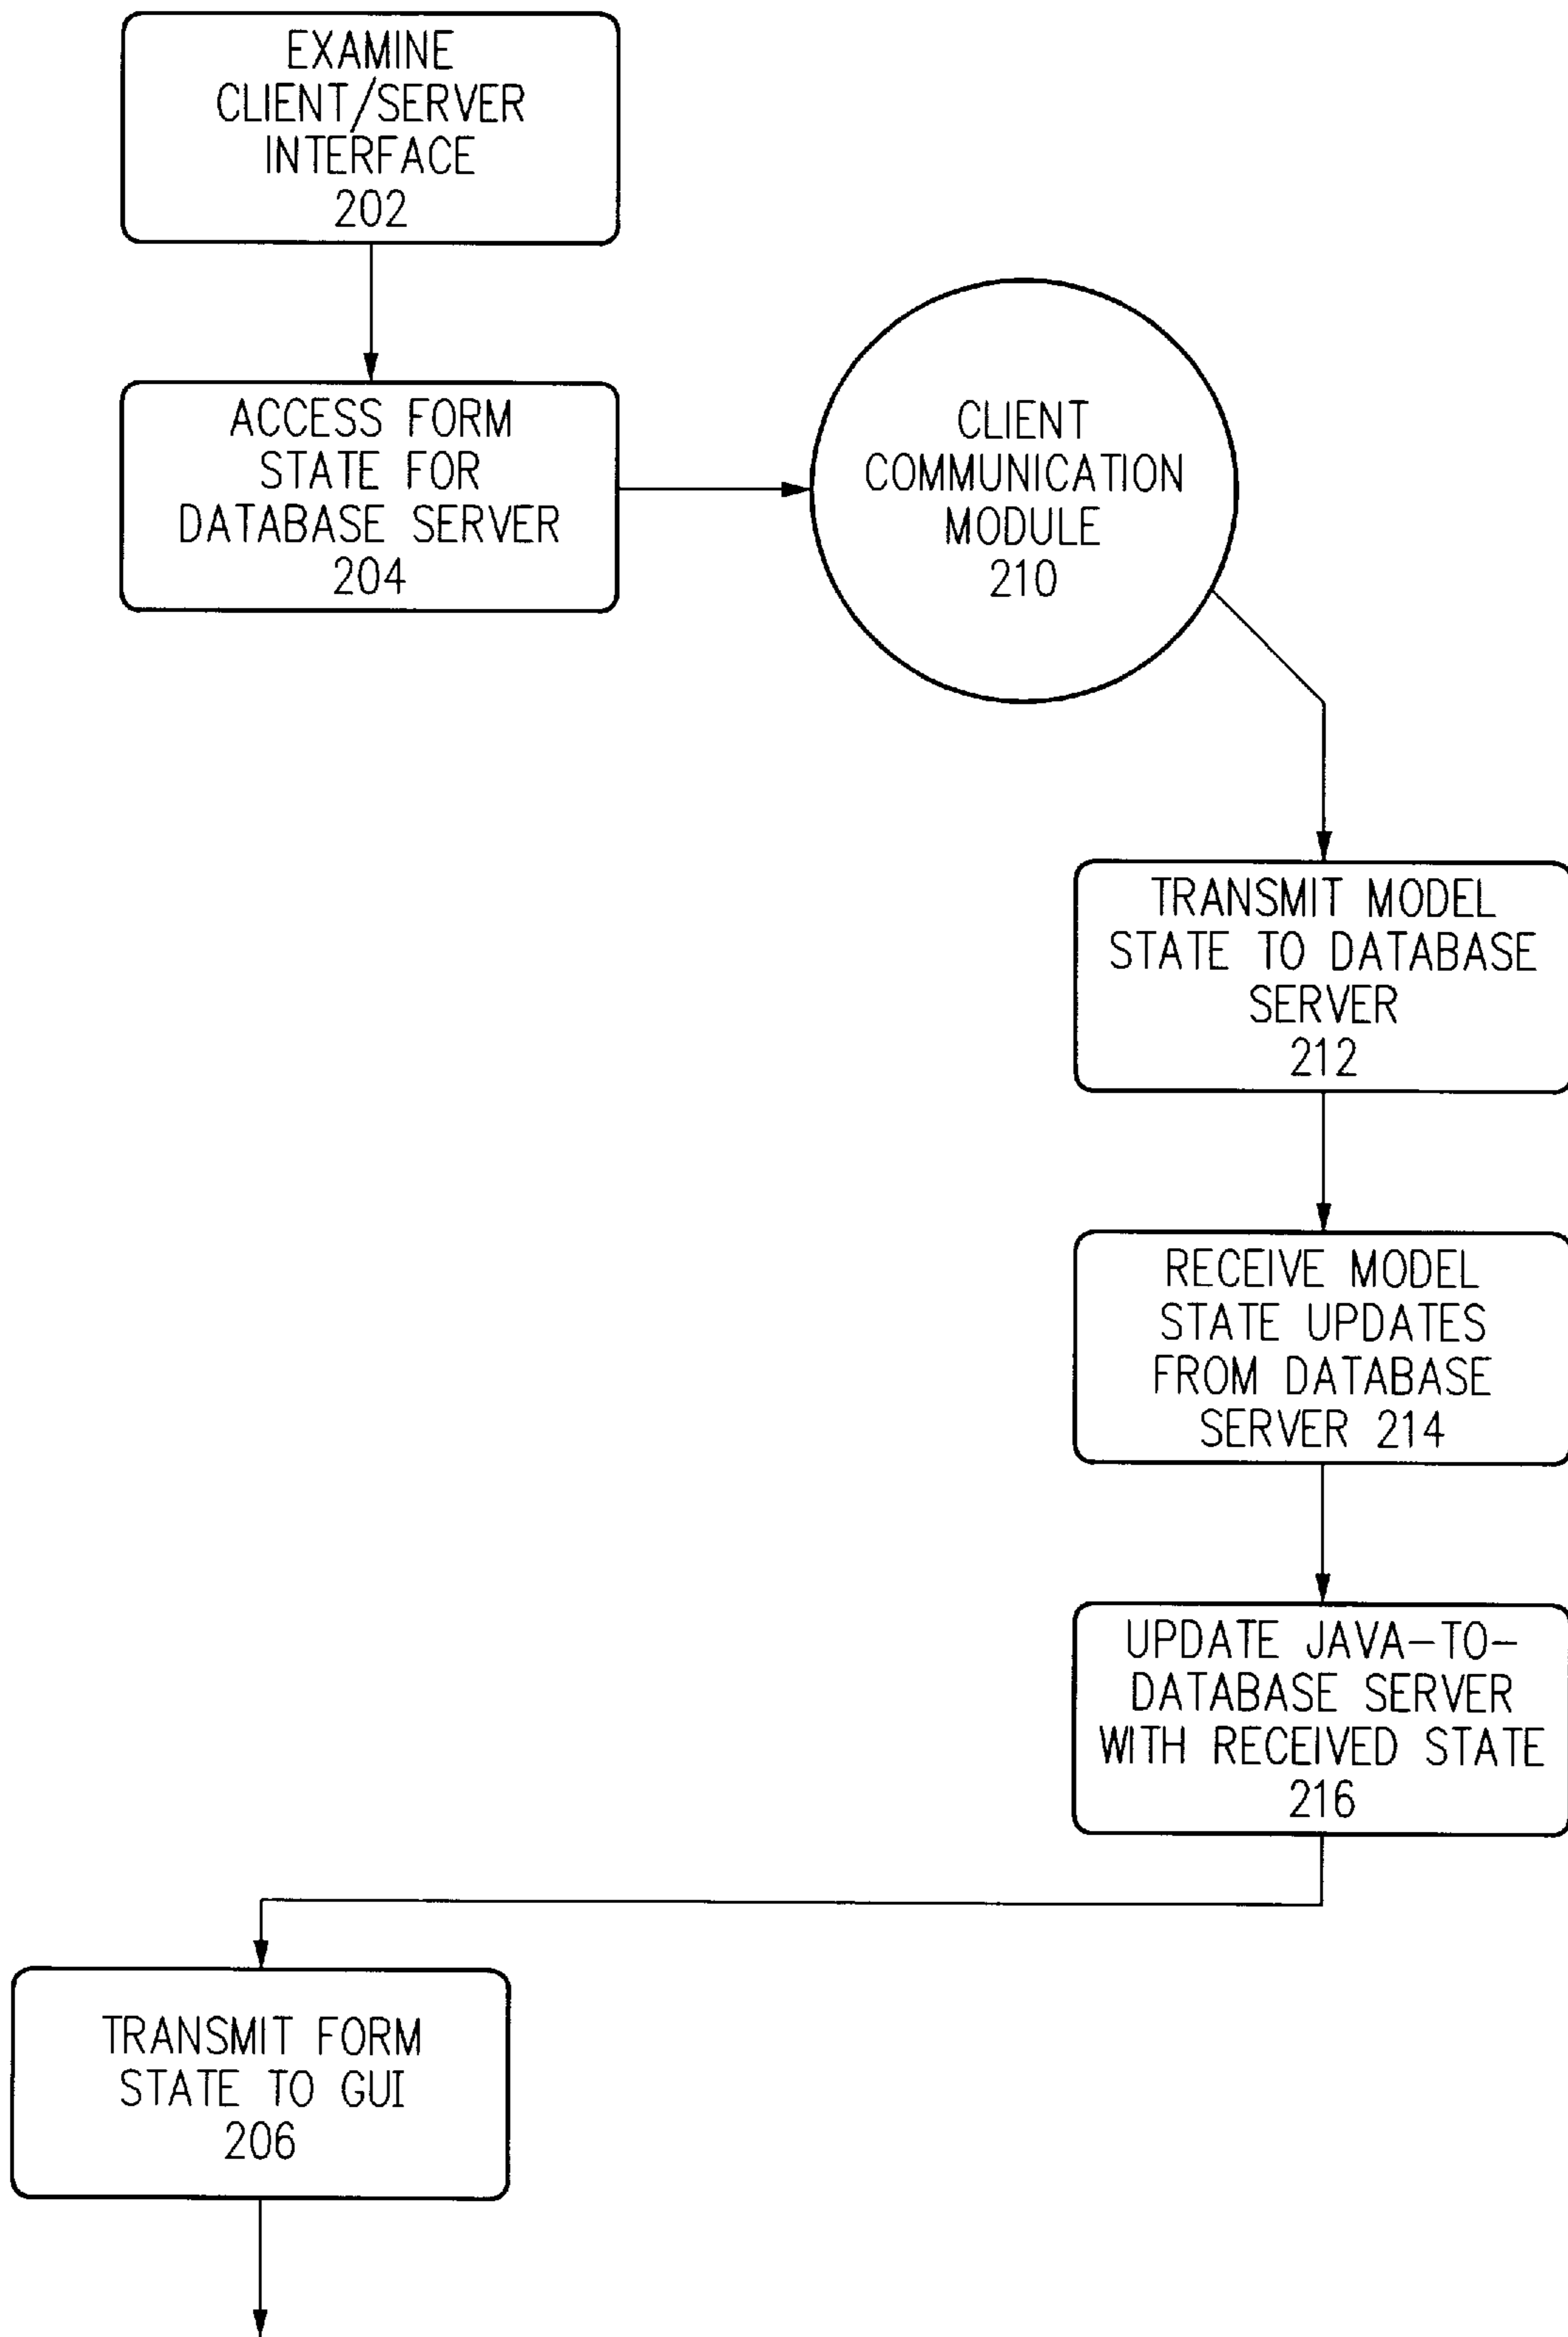 EXAMINE
CLIENT/SERVER
INTERFACE
202
ACCESS FORM
STATE FOR
DATABASE SERVER
204
CLIENT
COMMUNICATION
MODULE
210
TRANSMIT MODEL
STATE TO DATABASE
SERVER
212
RECEIVE MODEL
STATE UPDATES
FROM DATABASE
SERVER 214
UPDATE JAVA-TO-
DATABASE SERVER
WITH RECEIVED STATE
216
TRANSMIT FORM
STATE TO GUI
206